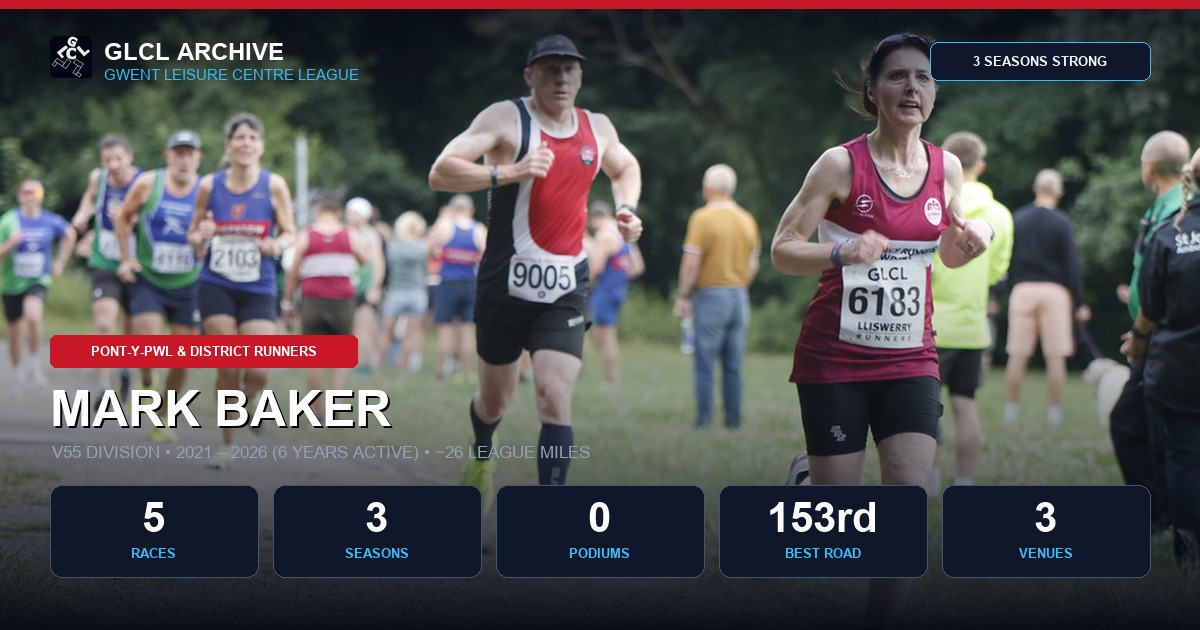 GLCL ARCHIVE
GWENT LEISURE CENTRE LEAGUE
3 SEASONS STRONG
2103
9005
GLCL
6183
LLISWERRY
RUNNERS
PONT-Y-PWL & DISTRICT RUNNERS
MARK BAKER
V55 DIVISION • 2021 – 2026 (6 YEARS ACTIVE) • ~26 LEAGUE MILES
5
RACES
3
SEASONS
0
PODIUMS
153rd
BEST ROAD
3
VENUES